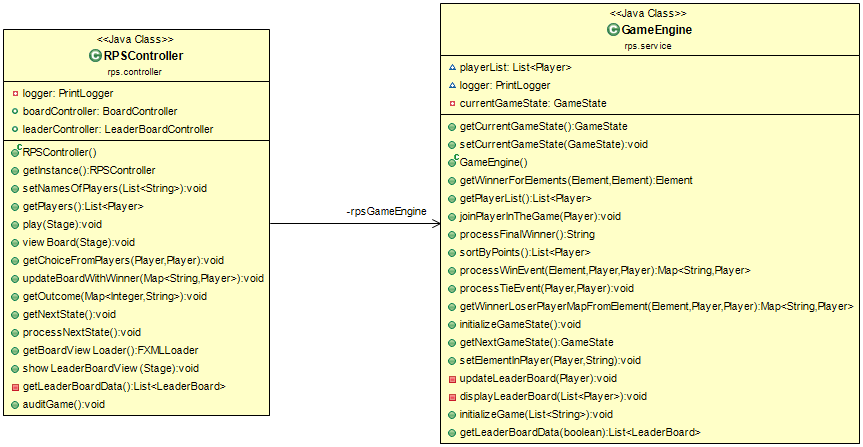 <<Java Class>>
RPSController
rps.controller
logger: PrintLogger
boardController: BoardController
leaderController: LeaderBoardController
RPSController()
getInstance():RPSController
setNamesOfPlayers(List<String>):void
getPlayers():List<Player>
play(Stage):void
viewBoard(Stage):void
getChoiceFromPlayers(Player,Player):void
updateBoardWithWinner(Map<String,Player>):void
getOutcome(Map<Integer,String>):void
getNextState():void
processNextState():void
getBoardViewLoader():FXMLLoader
showLeaderBoardView(Stage):void
getLeaderBoardData():List<LeaderBoard>
auditGame():void
-rpsGameEngine
<<Java Class>>
GameEngine
rps.service
playerList: List<Player>
logger: PrintLogger
currentGameState: GameState
getCurrentGameState():GameState
setCurrentGameState(GameState):void
GameEngine()
getWinnerForElements(Element,Element):Element
getPlayerList():List<Player>
joinPlayerInTheGame(Player):void
processFinalWinner():String
sortByPoints():List<Player>
processWinEvent(Element,Player,Player):Map<String,Player>
processTieEvent(Player,Player):void
getWinnerLoserPlayerMapFromElement(Element,Player,Player):Map<String,Player>
initializeGameState():void
getNextGameState():GameState
setElementInPlayer(Player,String):void
updateLeaderBoard(Player):void
displayLeaderBoard(List<Player>):void
initializeGame(List<String>):void
getLeaderBoardData(boolean):List<LeaderBoard>